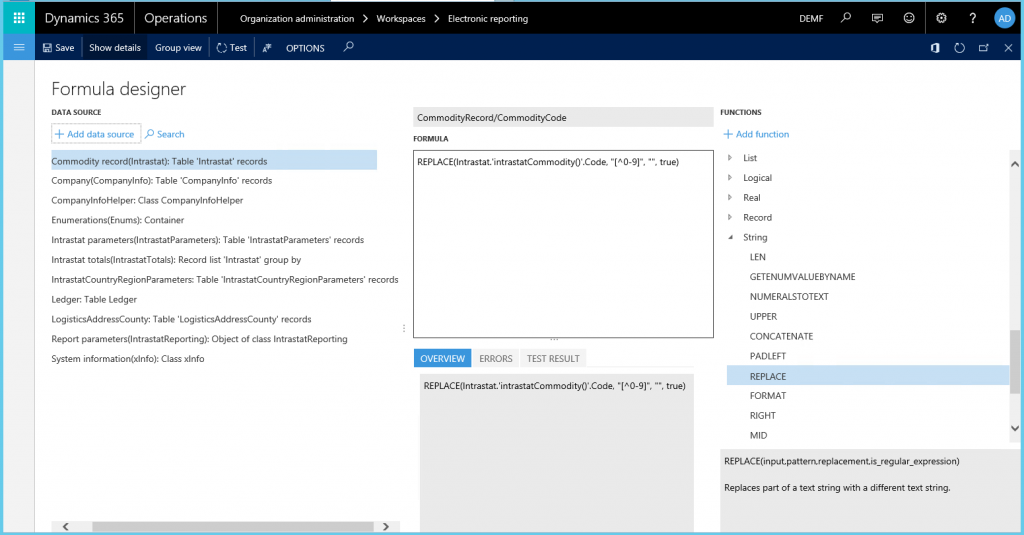 Dynamics 365
Operations
Organization administration > Workspaces > Electronic reporting
DEMF
?
AD
Save
Show details
Group view
Test
OPTIONS
Formula designer
DATA SOURCE
+ Add data source
Search
Commodity record(Intrastat): Table 'Intrastat' records
Company(CompanyInfo): Table 'CompanyInfo' records
CompanyInfoHelper: Class CompanyInfoHelper
Enumerations(Enums): Container
Intrastat parameters(IntrastatParameters): Table 'IntrastatParameters' records
Intrastat totals(IntrastatTotals): Record list 'Intrastat' group by
IntrastatCountryRegionParameters: Table 'IntrastatCountryRegionParameters' records
Ledger: Table Ledger
LogisticsAddressCounty: Table 'LogisticsAddressCounty' records
Report parameters(IntrastatReporting): Object of class IntrastatReporting
System information(xInfo): Class xInfo
CommodityRecord/CommodityCode
FORMULA
REPLACE(Intrastat.'intrastatCommodity()'.Code, "[^0-9]", "", true)
OVERVIEW
ERRORS
TEST RESULT
REPLACE(Intrastat.'intrastatCommodity()'.Code, "[^0-9]", "", true)
FUNCTIONS
+ Add function
List
Logical
Real
Record
String
LEN
GETENUMVALUEBYNAME
NUMERALSTOTEXT
UPPER
CONCATENATE
PADLEFT
REPLACE
FORMAT
RIGHT
MID
REPLACE(input,pattern,replacement,is_regular_expression)
Replaces part of a text string with a different text string.